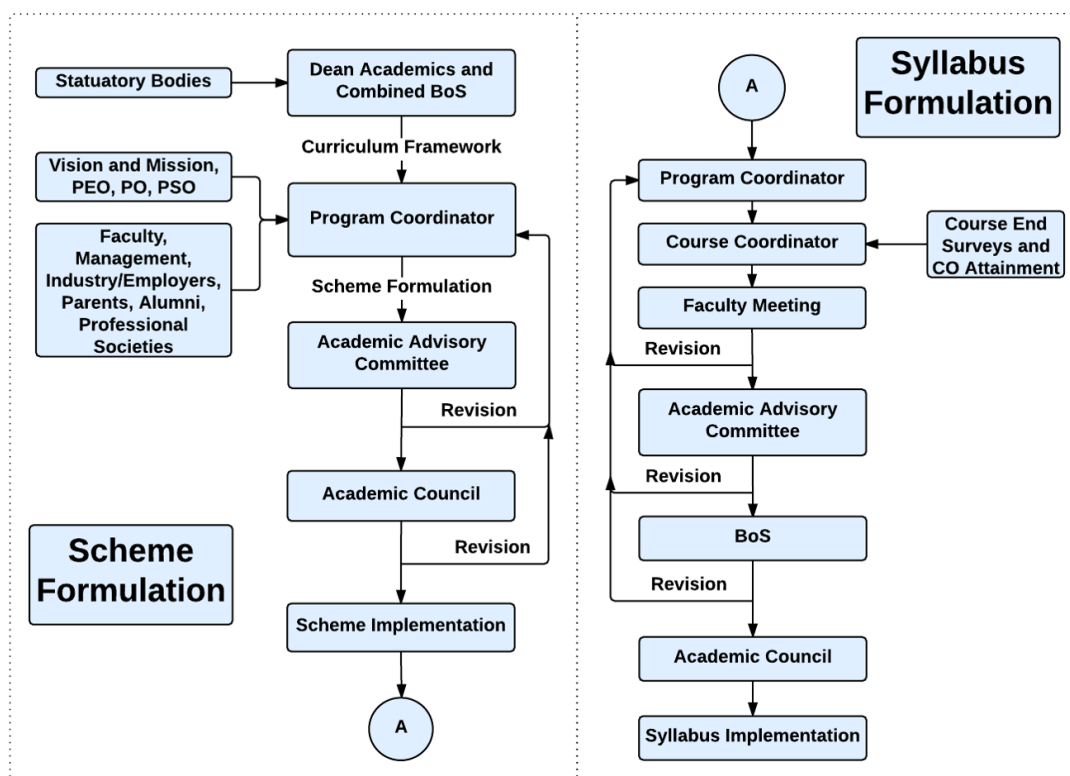 Statuatory Bodies
Dean Academics and
Combined BoS
Curriculum Framework
Vision and Mission,
PEO, PO, PSO
Program Coordinator
Faculty,
Management,
Industry/Employers,
Parents, Alumni,
Professional
Societies
Scheme Formulation
Academic Advisory
Committee
Revision
Academic Council
Revision
Scheme
Formulation
Scheme Implementation
A
Syllabus
Formulation
A
Program Coordinator
Course Coordinator
Course End
Surveys and
CO Attainment
Faculty Meeting
Revision
Academic Advisory
Committee
Revision
BoS
Revision
Academic Council
Syllabus Implementation